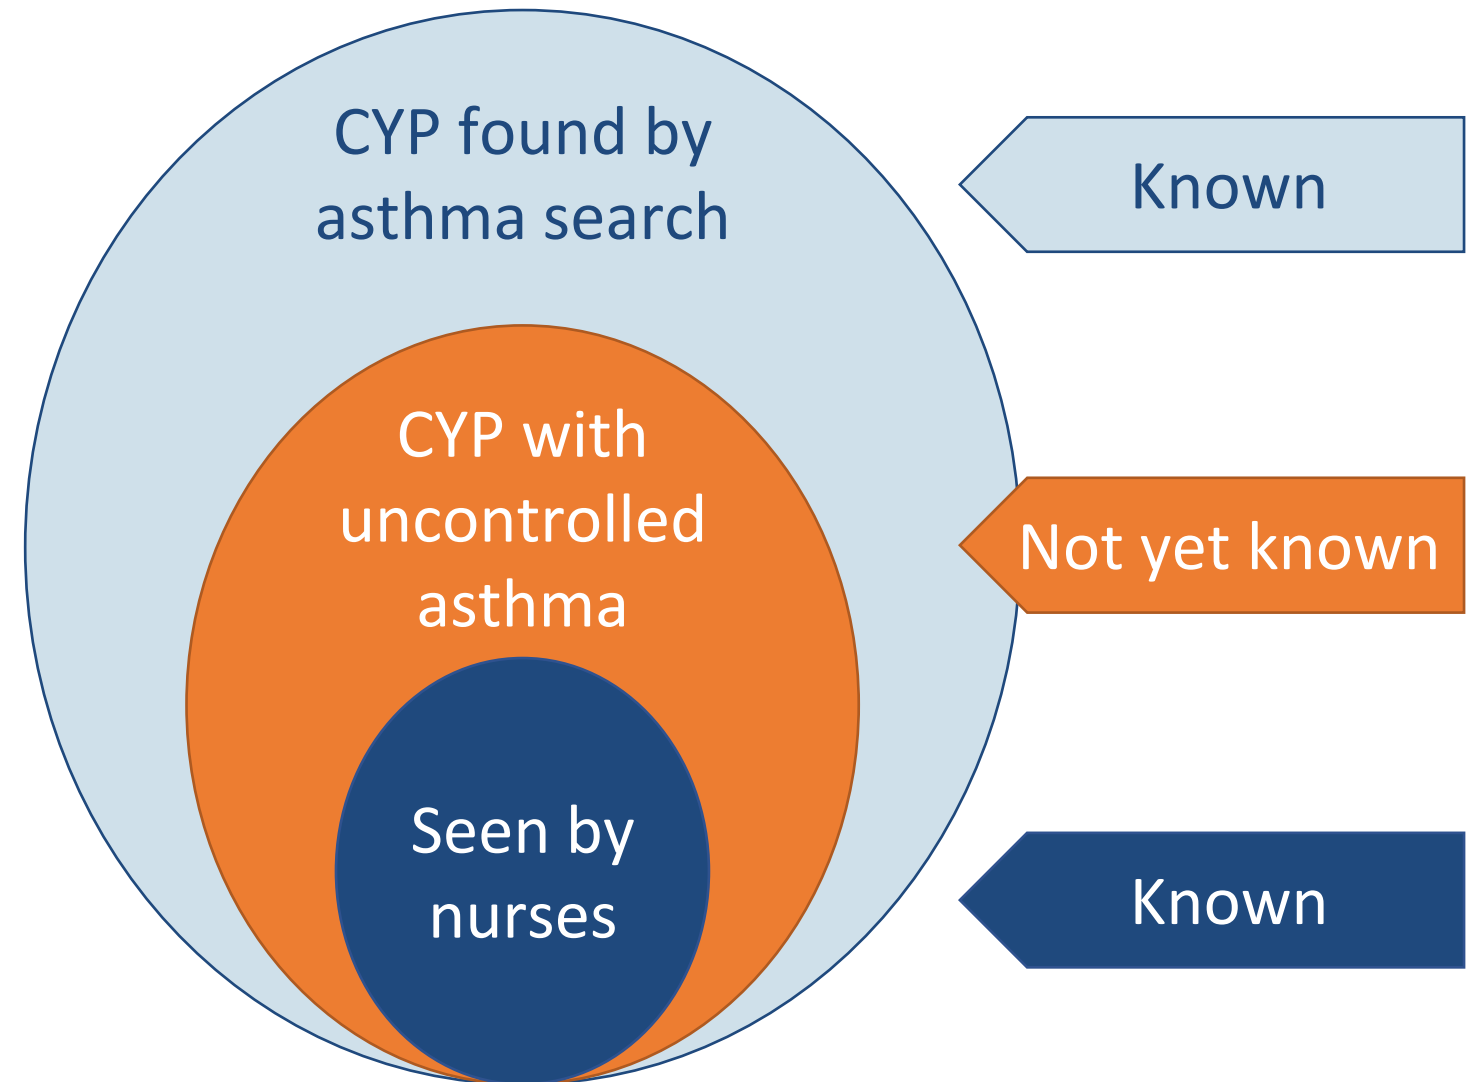 CYP found by
asthma search
Known
CYP with
uncontrolled
asthma
Not yet known
Seen by
nurses
Known